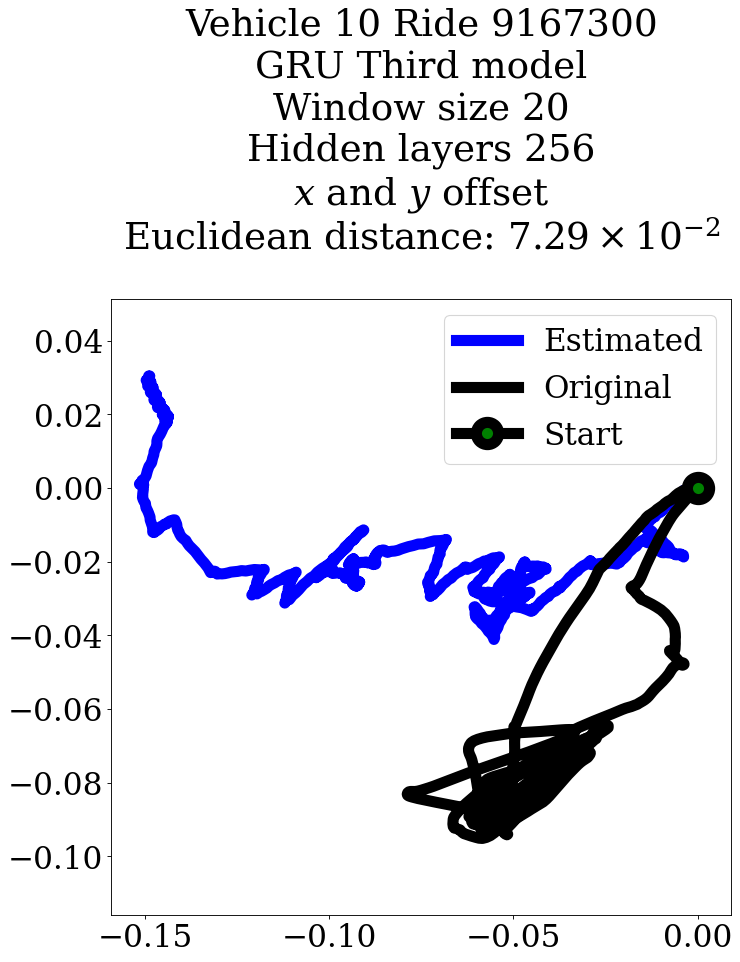 Vehicle 10 Ride 9167300
GRU Third model
Window size 20
Hidden layers 256
x and y offset
Euclidean distance: 7.29 × 10⁻²
Estimated
Original
Start
0.04
0.02
0.00
−0.02
−0.04
−0.06
−0.08
−0.10
−0.15 −0.10 −0.05 0.00